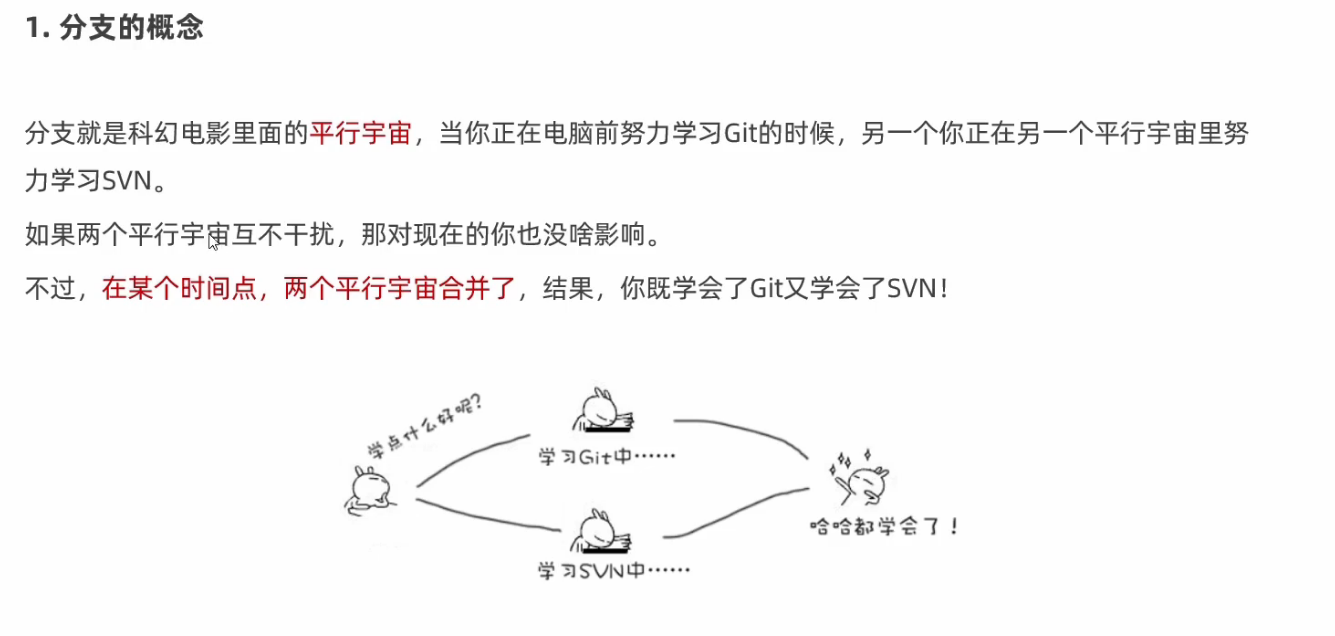 1. 分支的概念
分支就是科幻电影里面的平行宇宙，当你正在电脑前努力学习Git的时候，另一个你正在另一个平行宇宙里努
力学习SVN。
如果两个平行宇宙互不干扰，那对现在的你也没啥影响。
不过，在某个时间点，两个平行宇宙合并了，结果，你既学会了Git又学会了SVN！
学点什么好呢？
学习Git中……
哈哈都学会了！
学习SVN中……